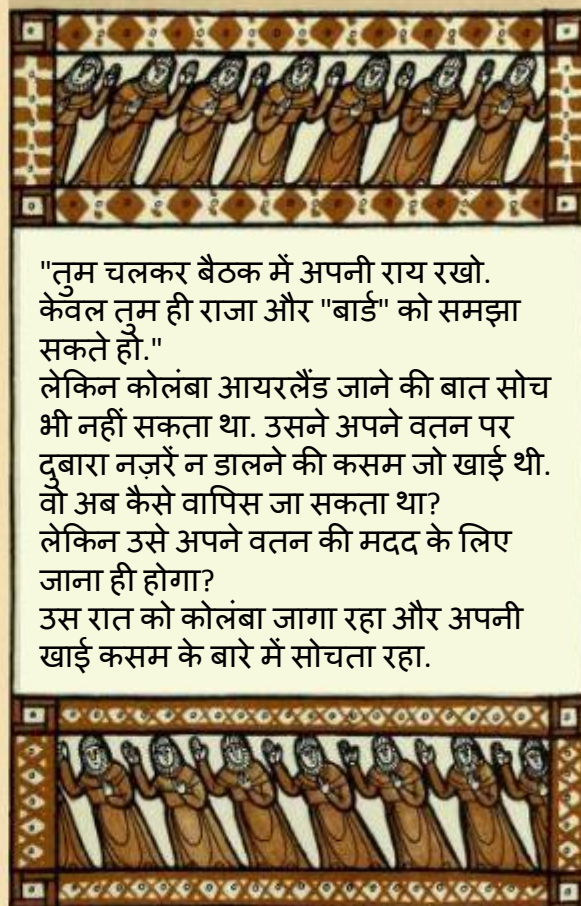 "तुम चलकर बैठक में अपनी राय रखो.
केवल तुम ही राजा और "बार्ड" को समझा
सकते हो."
लेकिन कोलंबा आयरलैंड जाने की बात सोच
भी नहीं सकता था. उसने अपने वतन पर
दुबारा नज़रें न डालने की कसम जो खाई थी.
वो अब कैसे वापिस जा सकता था?
लेकिन उसे अपने वतन की मदद के लिए
जाना ही होगा?
उस रात को कोलंबा जागा रहा और अपनी
खाई कसम के बारे में सोचता रहा.